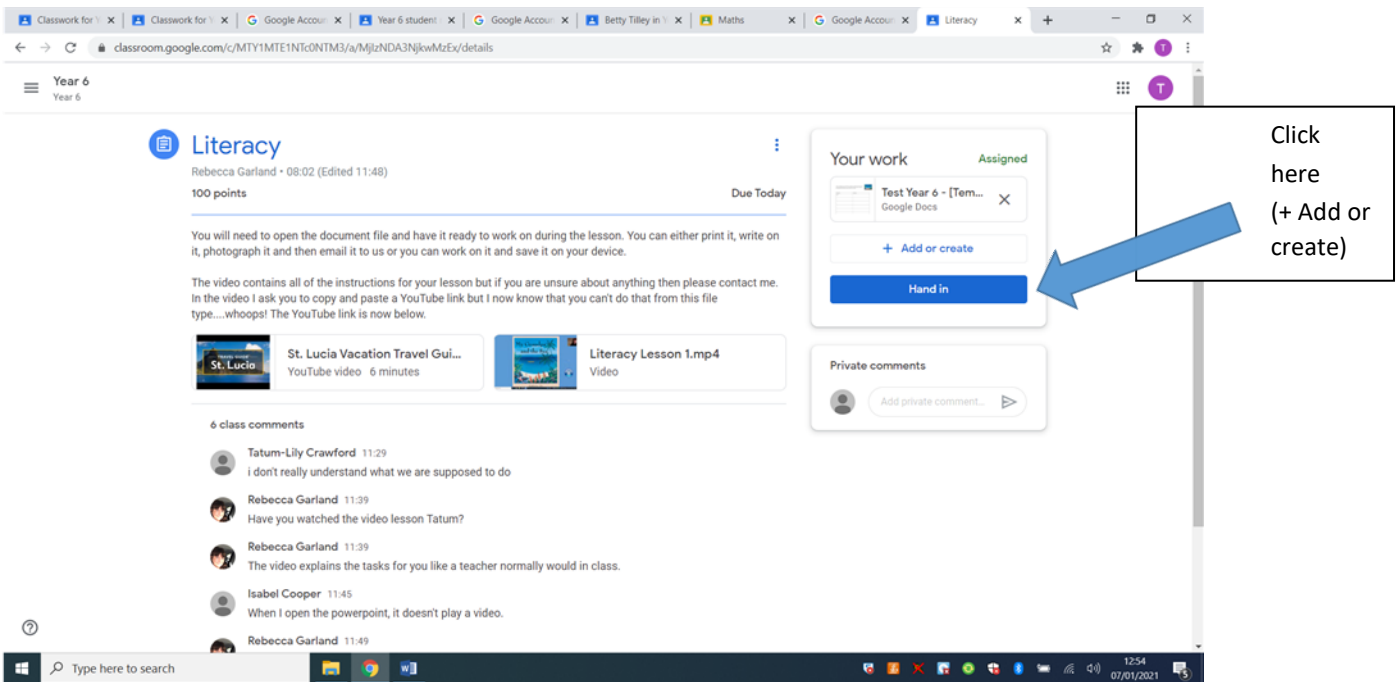 Classwork for Y
Classwork for Y
Google Accoun
Year 6 student
Google Accoun
Betty Tilley in Y
Maths
Google Accoun
Literacy
classroom.google.com/c/MTY1MTE1NTc0NTM3/a/MjIzNDA3NjkwMzEx/details
T
Year 6
Year 6
T
Literacy
Rebecca Garland • 08:02 (Edited 11:48)
100 points
Due Today
You will need to open the document file and have it ready to work on during the lesson. You can either print it, write on
it, photograph it and then email it to us or you can work on it and save it on your device.
The video contains all of the instructions for your lesson but if you are unsure about anything then please contact me.
In the video I ask you to copy and paste a YouTube link but I now know that you can't do that from this file
type....whoops! The YouTube link is now below.
St. Lucia
St. Lucia Vacation Travel Gui...
YouTube video 6 minutes
Literacy Lesson 1.mp4
Video
6 class comments
Tatum-Lily Crawford 11:29
i don't really understand what we are supposed to do
Rebecca Garland 11:39
Have you watched the video lesson Tatum?
Rebecca Garland 11:39
The video explains the tasks for you like a teacher normally would in class.
Isabel Cooper 11:45
When I open the powerpoint, it doesn't play a video.
Rebecca Garland 11:49
Your work
Assigned
Test Year 6 - [Tem...
Google Docs
+ Add or create
Hand in
Private comments
Add private comment...
Click
here
(+ Add or
create)
Type here to search
12:54
07/01/2021
5